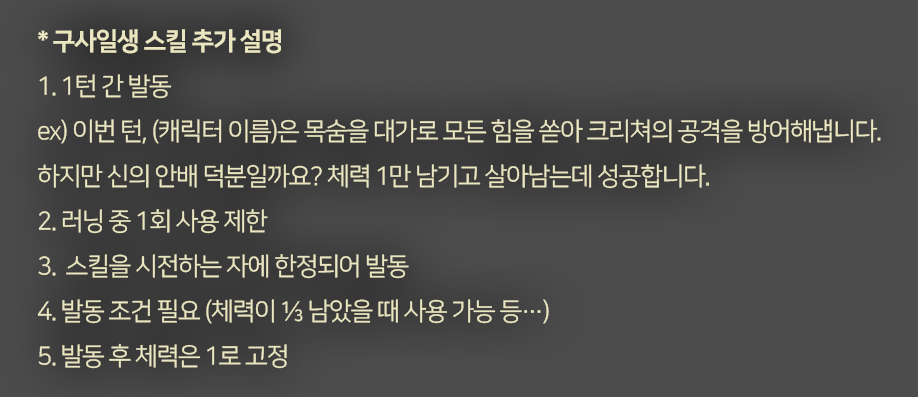 * 구사일생 스킬 추가 설명
1. 1턴 간 발동
ex) 이번 턴, (캐릭터 이름)은 목숨을 대가로 모든 힘을 쏟아 크리쳐의 공격을 방어해냅니다.
하지만 신의 안배 덕분일까요? 체력 1만 남기고 살아남는데 성공합니다.
2. 러닝 중 1회 사용 제한
3. 스킬을 시전하는 자에 한정되어 발동
4. 발동 조건 필요 (체력이 ⅓ 남았을 때 사용 가능 등…)
5. 발동 후 체력은 1로 고정